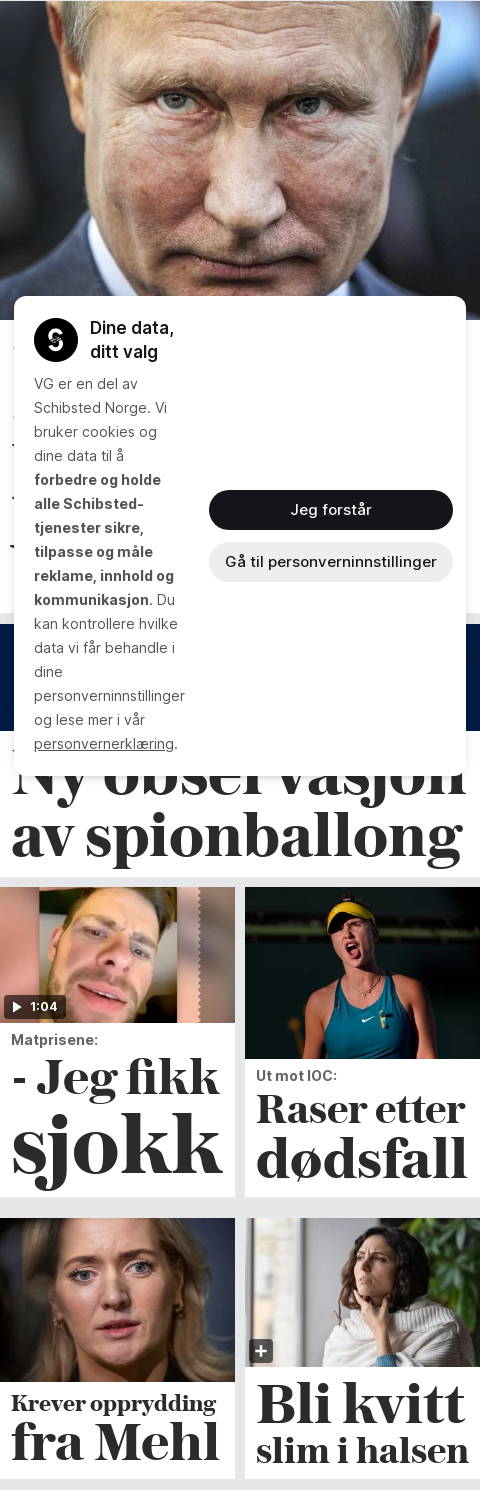 Dine data,
ditt valg
VG er en del av
Schibsted Norge. Vi
bruker cookies og
dine data til å
forbedre og holde
alle Schibsted-
tjenester sikre,
tilpasse og måle
reklame, innhold og
kommunikasjon. Du
kan kontrollere hvilke
data vi får behandle i
dine
personverninnstillinger
og lese mer i vår
personvernerklæring.
Jeg forstår
Gå til personverninnstillinger
Ny observasjon
av spionballong
1:04
Matprisene:
- Jeg fikk
sjokk
Ut mot IOC:
Raser etter
dødsfall
Krever opprydding
fra Mehl
Bli kvitt
slim i halsen